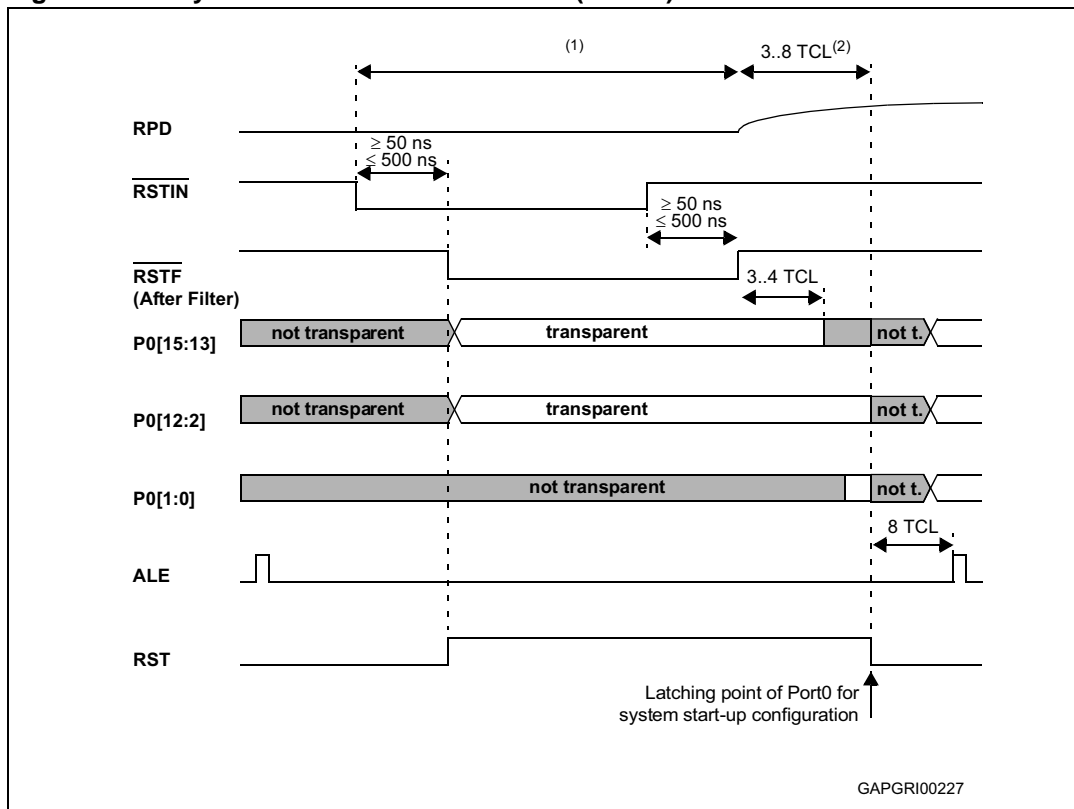 (1)
3..8 TCL(2)
RPD
≥ 50 ns
≤ 500 ns
RSTIN
≥ 50 ns
≤ 500 ns
RSTF
(After Filter)
3..4 TCL
P0[15:13]
not transparent
transparent
not t.
P0[12:2]
not transparent
transparent
not t.
P0[1:0]
not transparent
not t.
8 TCL
ALE
RST
Latching point of Port0 for
system start-up configuration
GAPGRI00227